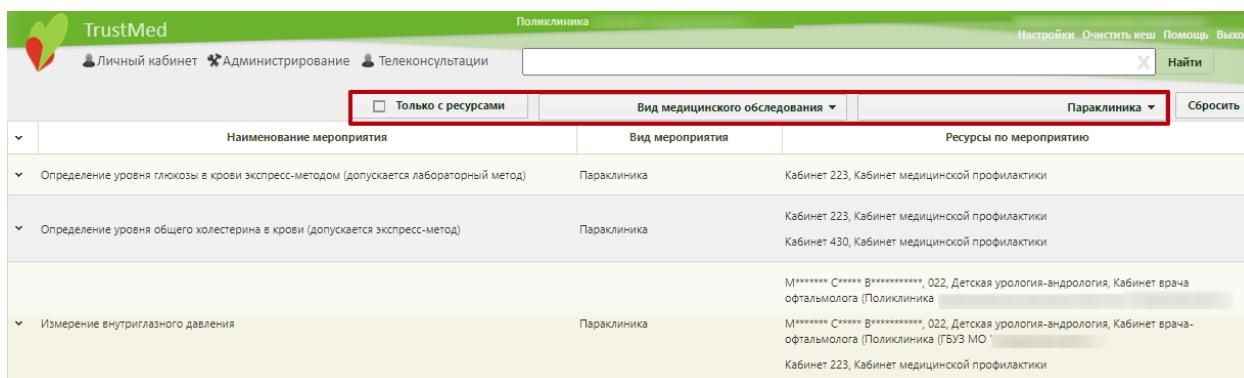 TrustMed
Поликлиника
Настройки Очистить кеш Помощь Выхо
Личный кабинет Администрирование Телеконсультации
X Найти
Только с ресурсами Вид медицинского обследования Параклиника Сбросить
Наименование мероприятия Вид мероприятия Ресурсы по мероприятию
Определение уровня глюкозы в крови экспресс-методом (допускается лабораторный метод) Параклиника Кабинет 223, Кабинет медицинской профилактики
Кабинет 223, Кабинет медицинской профилактики
Определение уровня общего холестерина в крови (допускается экспресс-метод) Параклиника
Кабинет 430, Кабинет медицинской профилактики
М******* С***** В***********, 022, Детская урология-андрология, Кабинет врача
офтальмолога (Поликлиника
Измерение внутриглазного давления Параклиника М******* С***** В***********, 022, Детская урология-андрология, Кабинет врача-
офтальмолога (Поликлиника (ГБУЗ МО
Кабинет 223, Кабинет медицинской профилактики